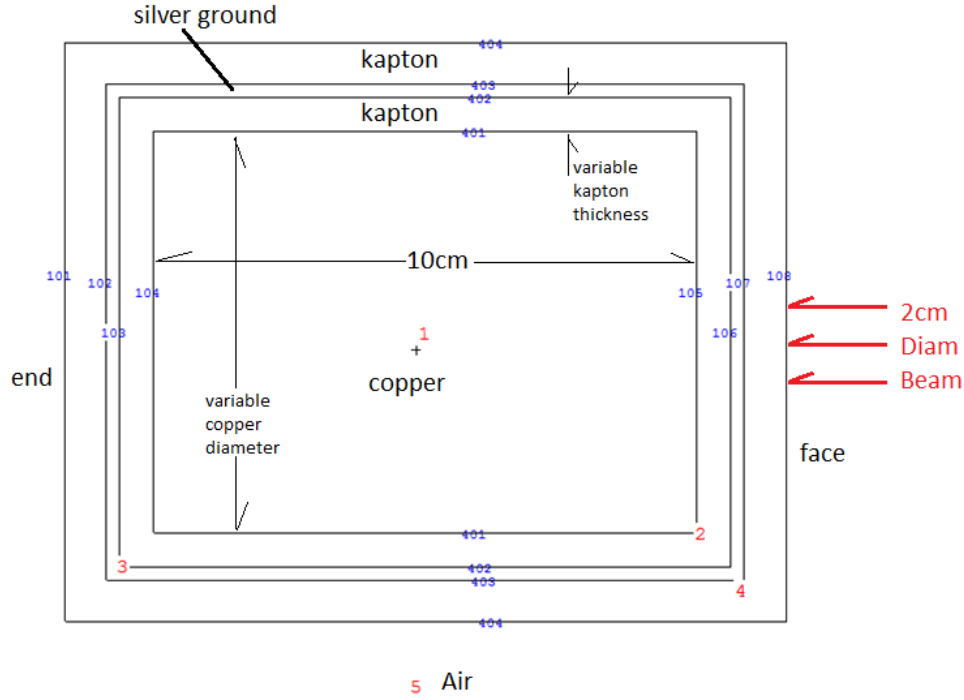 silver ground
404
kapton
403
402
kapton
401
variable
kapton
thickness
10cm
101
102
104
105
107
108
103
106
1
2cm
Diam
Beam
end
copper
variable
copper
diameter
face
401
2
3
402
403
4
404
5 Air